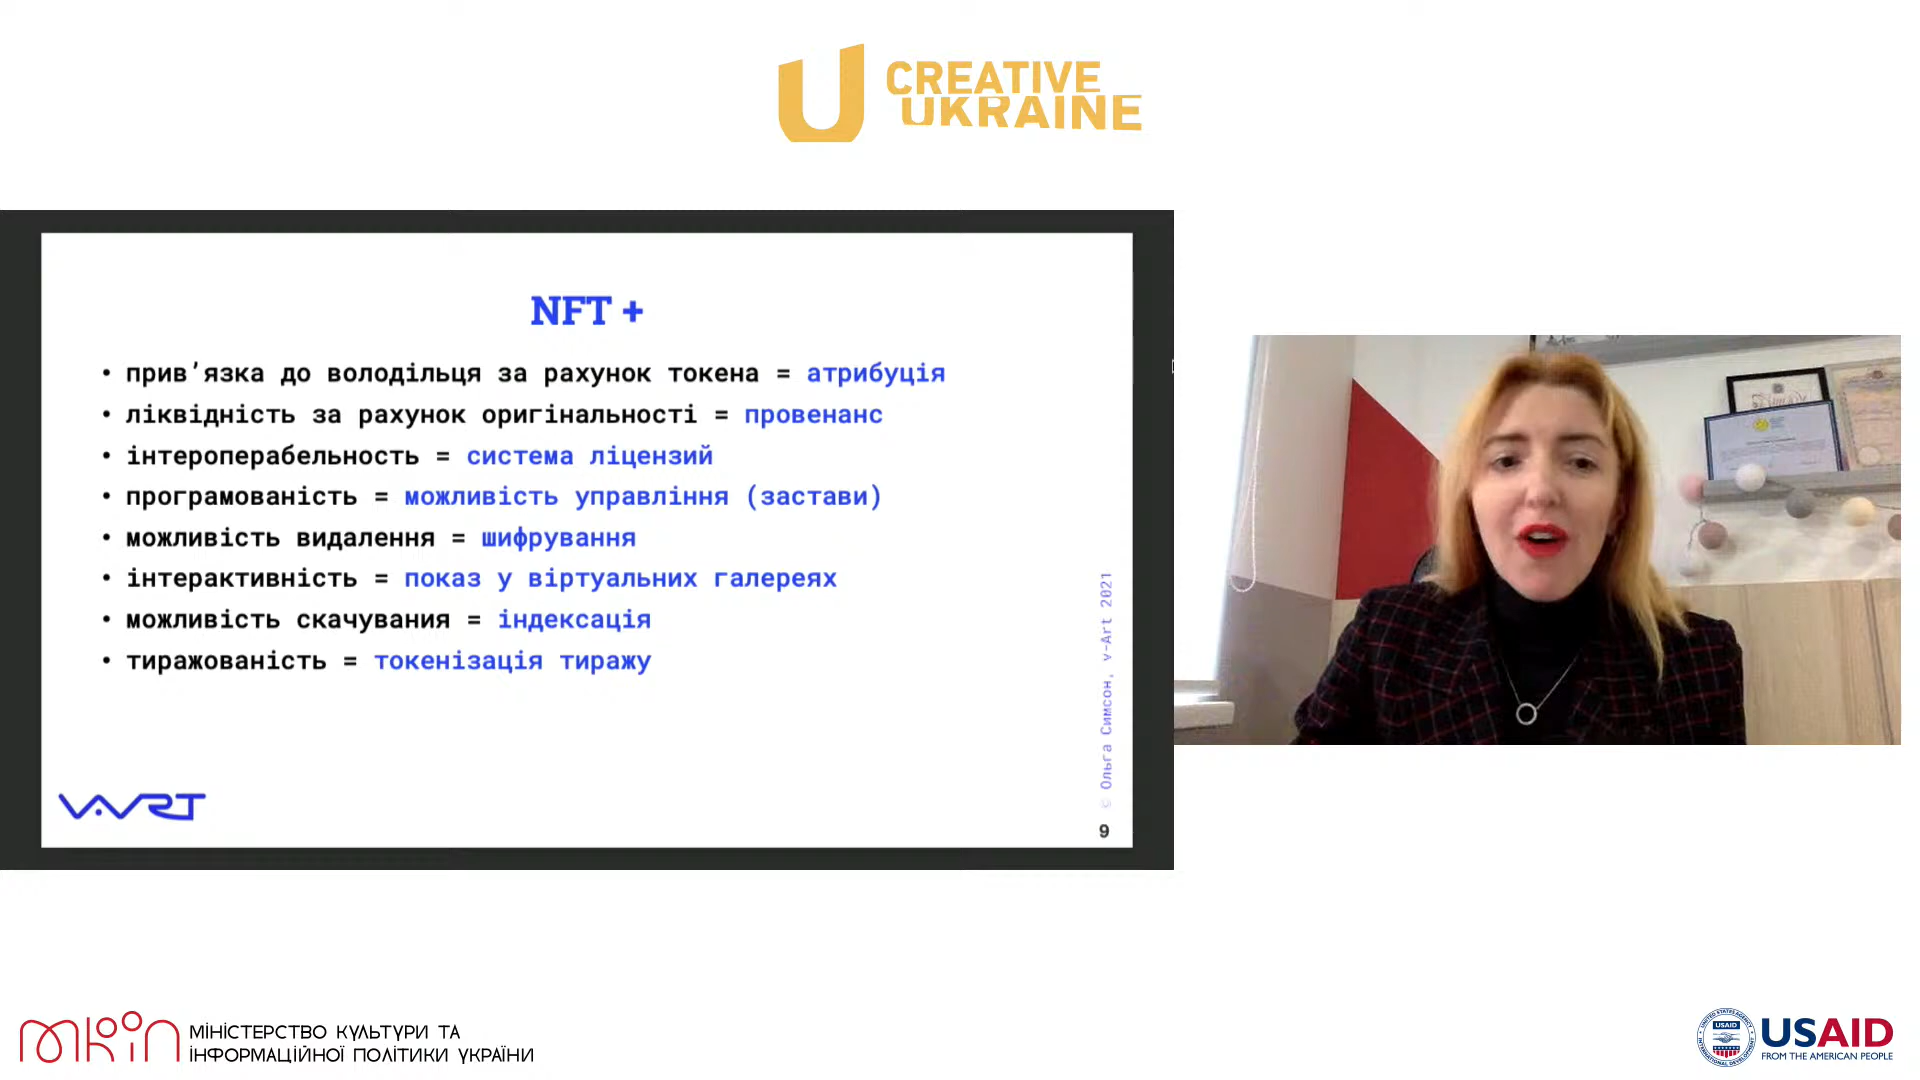 CREATIVE
UKRAINE
NFT +
• прив’язка до володільця за рахунок токена = атрибуція
• ліквідність за рахунок оригінальності = провенанс
• інтероперабельность = система ліцензий
• програмованість = можливість управління (застави)
• можливість видалення = шифрування
• інтерактивність = показ у віртуальних галереях
• можливість скачування = індексація
• тиражованість = токенізація тиражу
© Ольга Симсон, v-Art 2021
V-ART
9
мкіп
МІНІСТЕРСТВО КУЛЬТУРИ ТА
ІНФОРМАЦІЙНОЇ ПОЛІТИКИ УКРАЇНИ
USAID
USAID
FROM THE AMERICAN PEOPLE